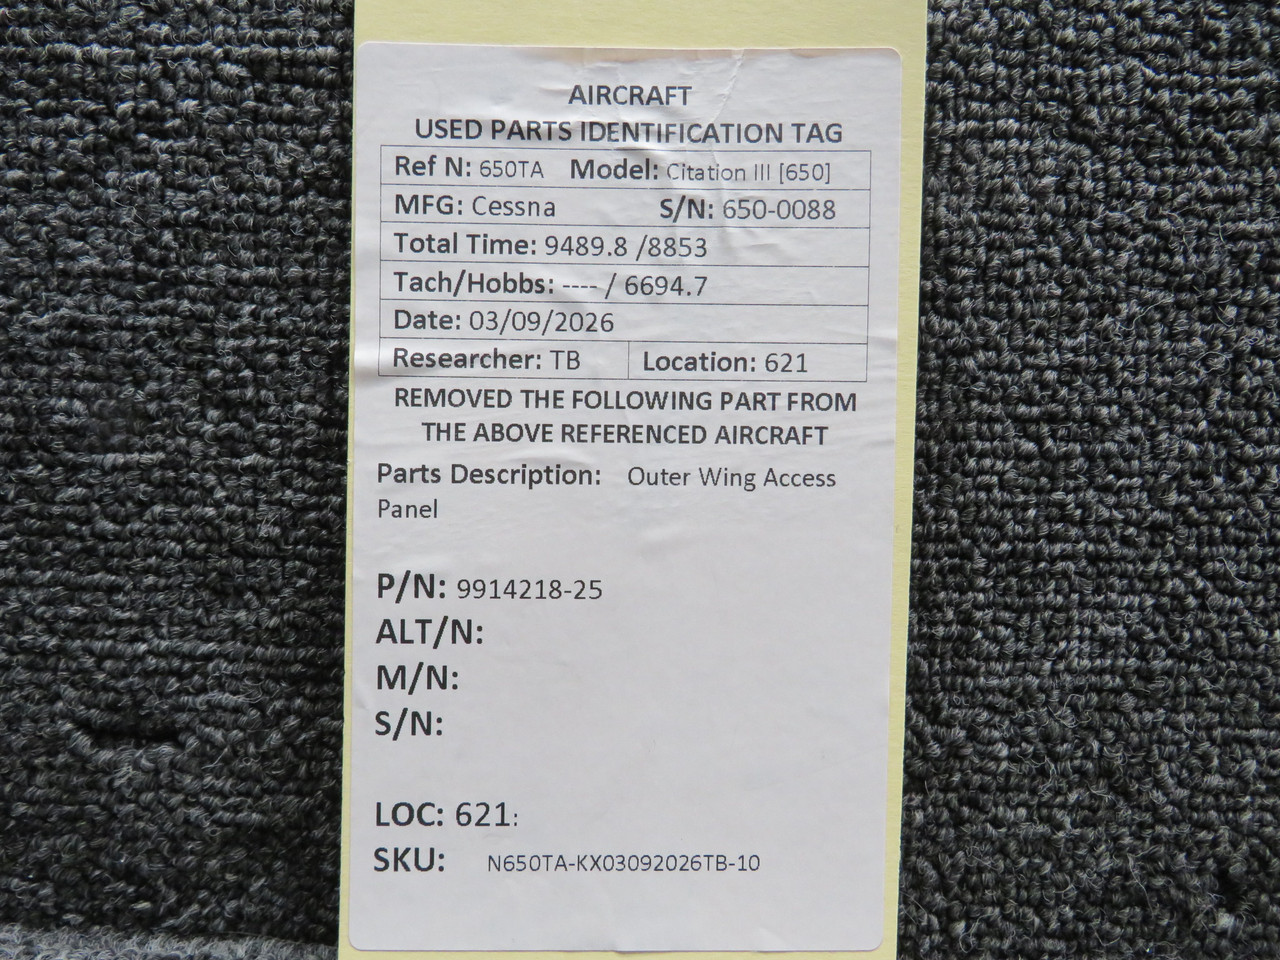 AIRCRAFT
USED PARTS IDENTIFICATION TAG
Ref N: 650TA Model: Citation III [650]
MFG: Cessna S/N: 650-0088
Total Time: 9489.8 /8853
Tach/Hobbs: ---- / 6694.7
Date: 03/09/2026
Researcher: TB Location: 621
REMOVED THE FOLLOWING PART FROM
THE ABOVE REFERENCED AIRCRAFT
Parts Description: Outer Wing Access
Panel
P/N: 9914218-25
ALT/N:
M/N:
S/N:
LOC: 621:
SKU: N650TA-KX03092026TB-10